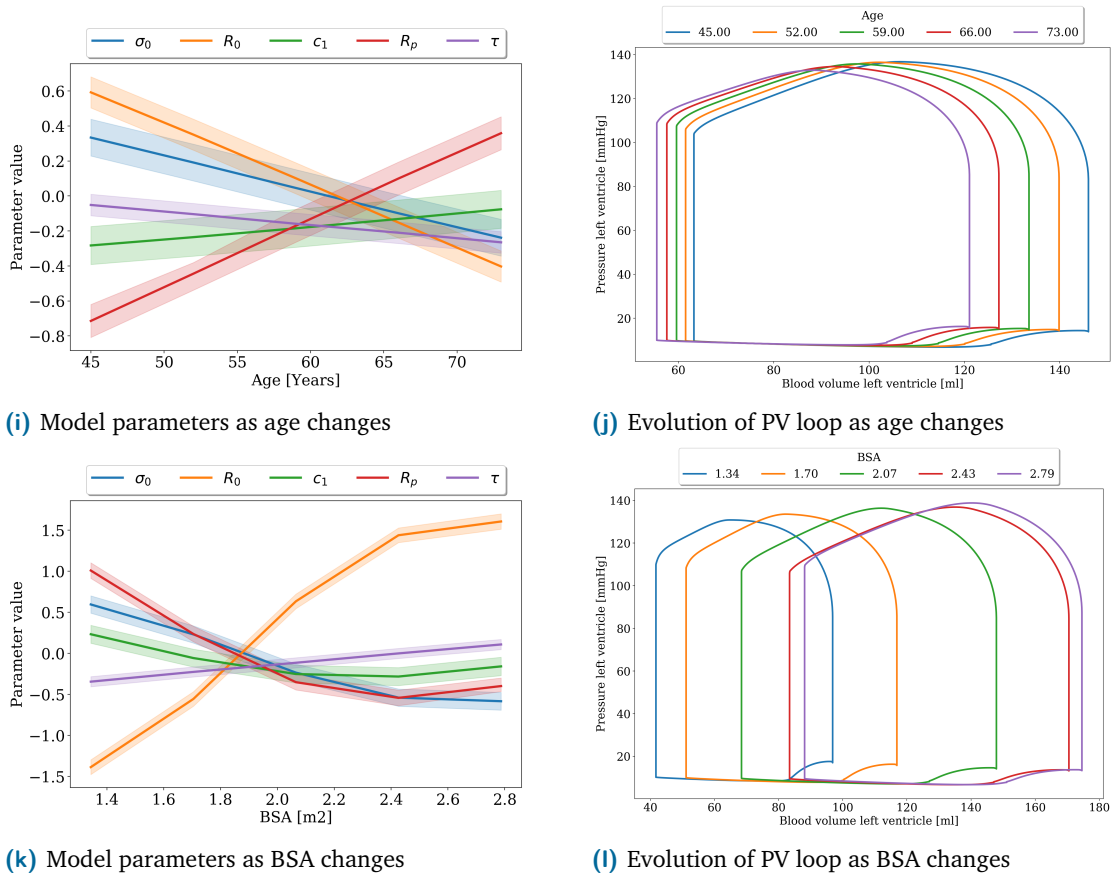 σ₀ R₀ c₁ Rₚ τ
Parameter value
0.6
0.4
0.2
0.0
−0.2
−0.4
−0.6
−0.8
45 50 55 60 65 70
Age [Years]
(i) Model parameters as age changes
Age
45.00 52.00 59.00 66.00 73.00
Pressure left ventricle [mmHg]
140
120
100
80
60
40
20
60 80 100 120 140
Blood volume left ventricle [ml]
(j) Evolution of PV loop as age changes
σ₀ R₀ c₁ Rₚ τ
Parameter value
1.5
1.0
0.5
0.0
−0.5
−1.0
−1.5
1.4 1.6 1.8 2.0 2.2 2.4 2.6 2.8
BSA [m2]
(k) Model parameters as BSA changes
BSA
1.34 1.70 2.07 2.43 2.79
Pressure left ventricle [mmHg]
140
120
100
80
60
40
20
40 60 80 100 120 140 160 180
Blood volume left ventricle [ml]
(l) Evolution of PV loop as BSA changes